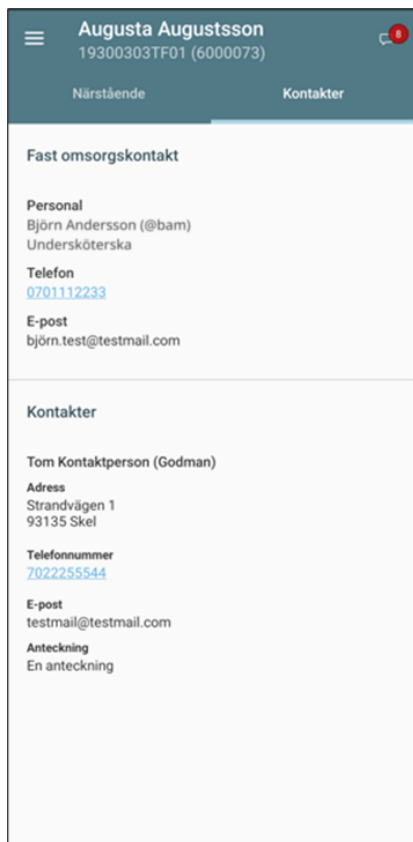 Augusta Augustsson
19300303TF01 (6000073)
8
Närstående
Kontakter
Fast omsorgskontakt
Personal
Björn Andersson (@bam)
Undersköterska
Telefon
0701112233
E-post
björn.test@testmail.com
Kontakter
Tom Kontaktperson (Godman)
Adress
Strandvägen 1
93135 Skel
Telefonnummer
7022255544
E-post
testmail@testmail.com
Anteckning
En anteckning